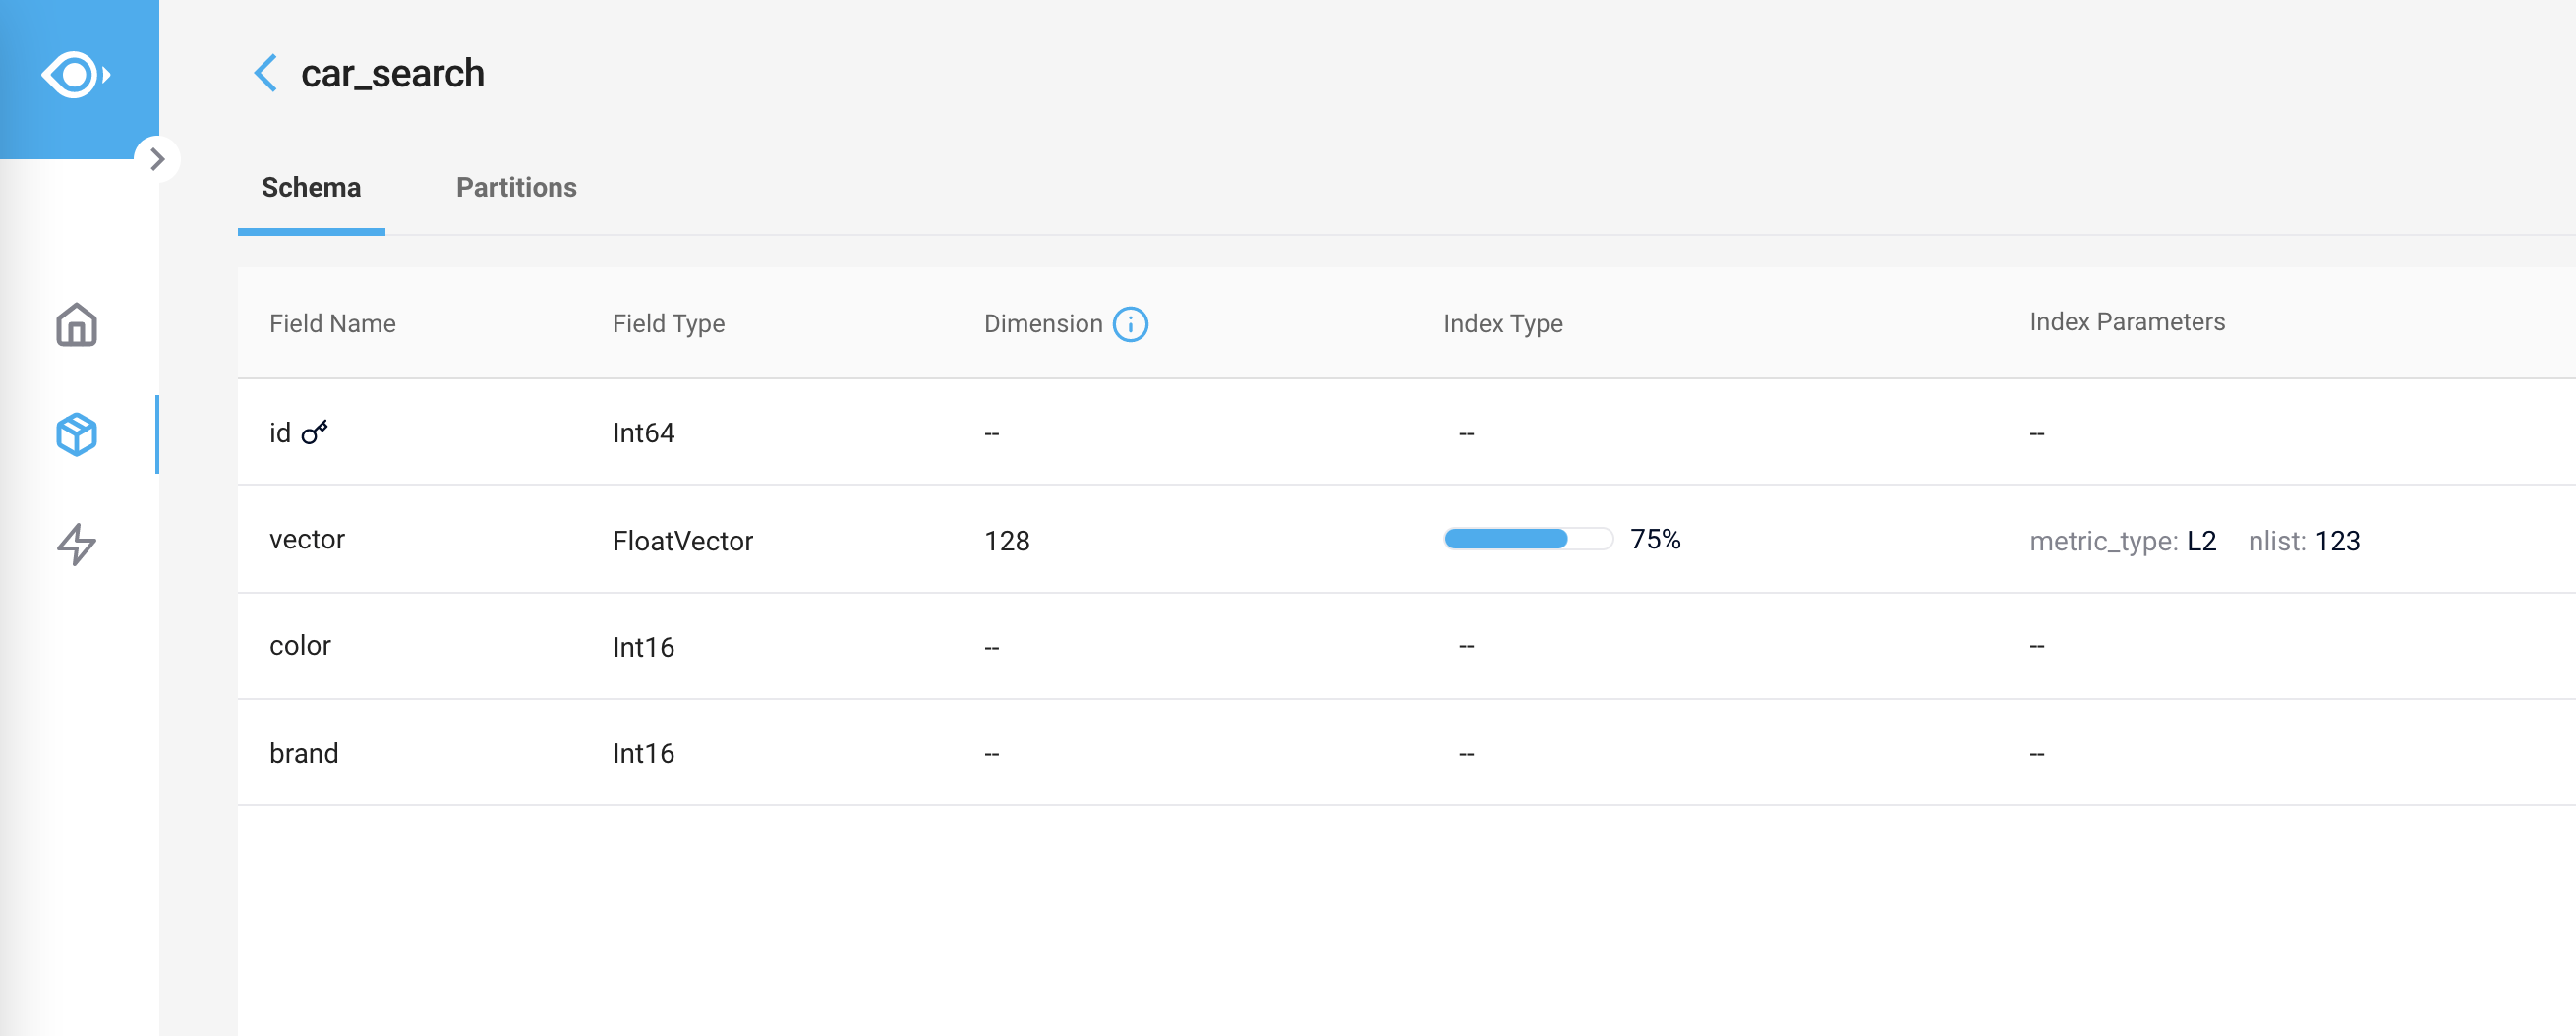 car_search
Schema Partitions
Field Name Field Type Dimension Index Type Index Parameters
id Int64 -- -- --
vector FloatVector 128 75% metric_type: L2 nlist: 123
color Int16 -- -- --
brand Int16 -- -- --